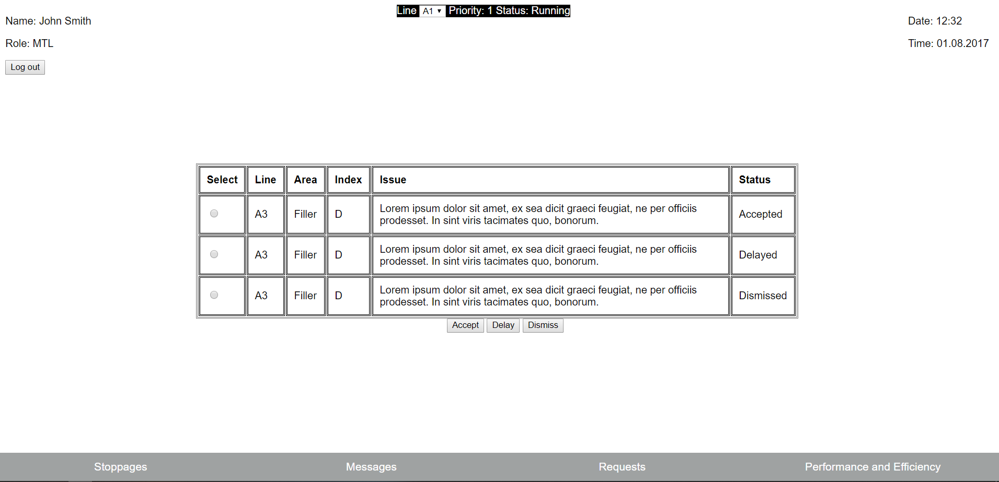 Line A1 Priority: 1 Status: Running
Name: John Smith
Date: 12:32
Role: MTL
Time: 01.08.2017
Log out
Select Line Area Index Issue Status
A3 Filler D Lorem ipsum dolor sit amet, ex sea dicit graeci feugiat, ne per officiis
prodesset. In sint viris tacimates quo, bonorum. Accepted
A3 Filler D Lorem ipsum dolor sit amet, ex sea dicit graeci feugiat, ne per officiis
prodesset. In sint viris tacimates quo, bonorum. Delayed
A3 Filler D Lorem ipsum dolor sit amet, ex sea dicit graeci feugiat, ne per officiis
prodesset. In sint viris tacimates quo, bonorum. Dismissed
Accept Delay Dismiss
Stoppages Messages Requests Performance and Efficiency